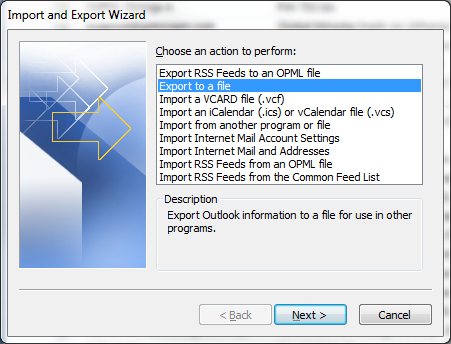 Import and Export Wizard
Choose an action to perform:
Export RSS Feeds to an OPML file
Export to a file
Import a VCARD file (.vcf)
Import an iCalendar (.ics) or vCalendar file (.vcs)
Import from another program or file
Import Internet Mail Account Settings
Import Internet Mail and Addresses
Import RSS Feeds from an OPML file
Import RSS Feeds from the Common Feed List
Description
Export Outlook information to a file for use in other
programs.
< Back
Next >
Cancel